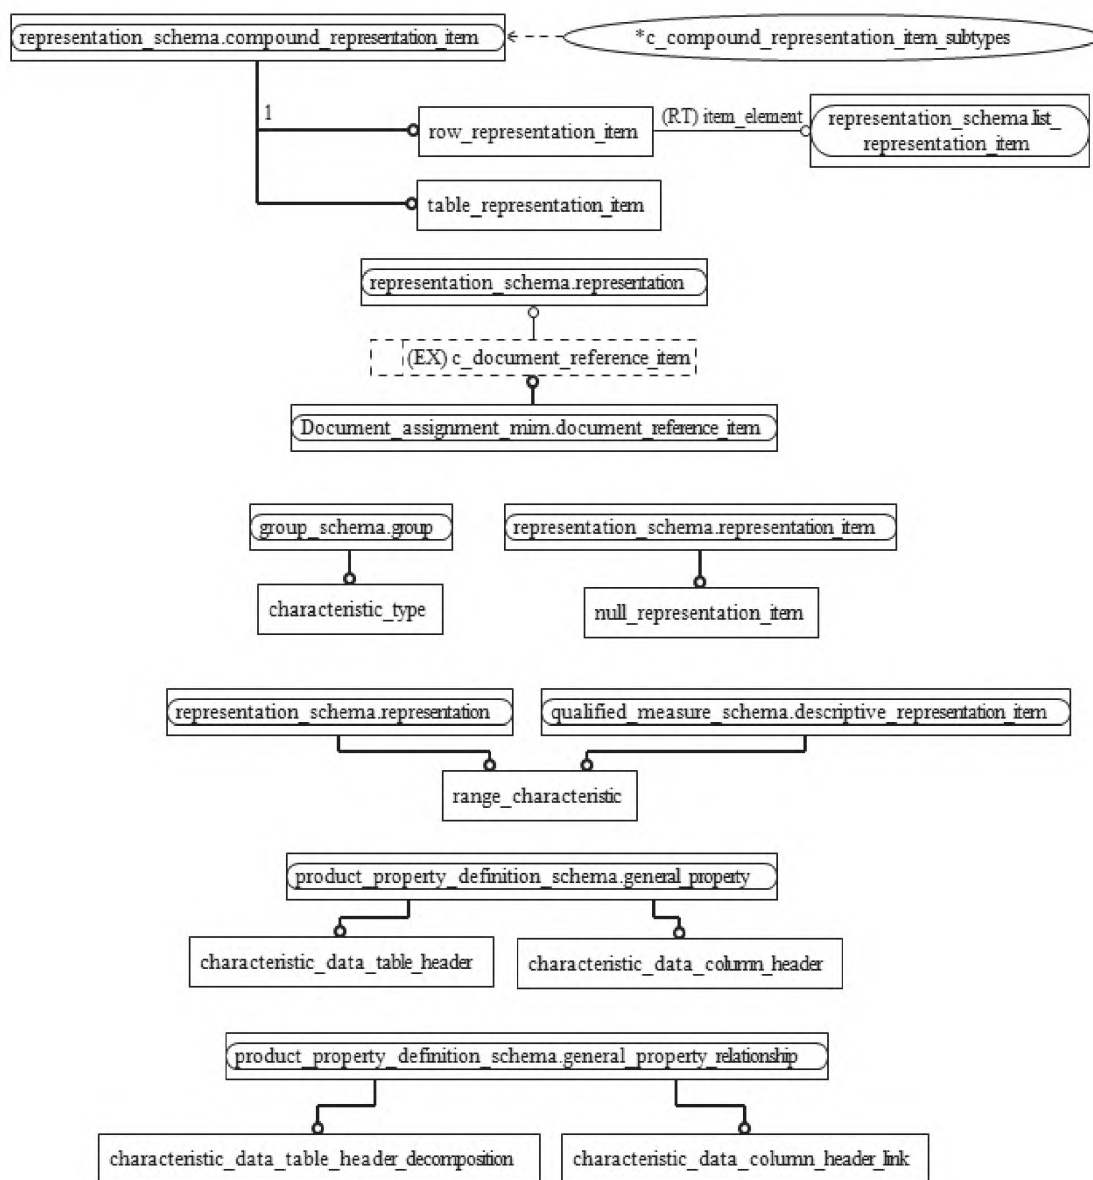 representation_schema.compound_representation_item
*c_compound_representation_item_subtypes
1
row_representation_item
(RT) item_element
representation_schema.list_
representation_item
table_representation_item
representation_schema.representation
(EX) c_document_reference_item
Document_assignment_mim.document_reference_item
group_schema.group
representation_schema.representation_item
characteristic_type
null_representation_item
representation_schema.representation
qualified_measure_schema.descriptive_representation_item
range_characteristic
product_property_definition_schema.general_property
characteristic_data_table_header
characteristic_data_column_header
product_property_definition_schema.general_property_relationship
characteristic_data_table_header_decomposition
characteristic_data_column_header_link